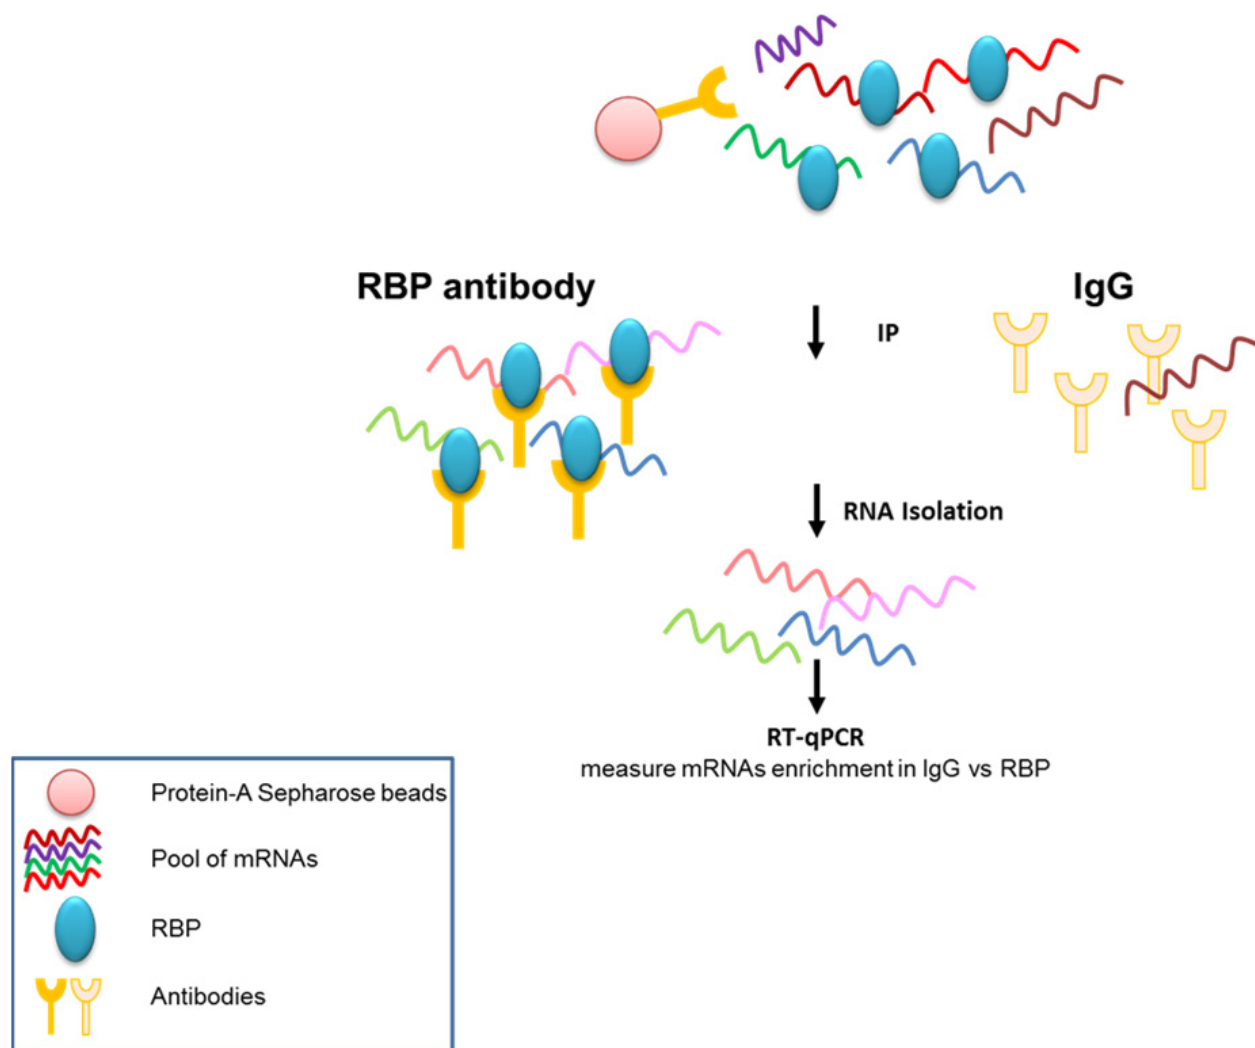 RBP antibody
IgG
IP
RNA Isolation
RT-qPCR
measure mRNAs enrichment in IgG vs RBP
Protein-A Sepharose beads
Pool of mRNAs
RBP
Antibodies